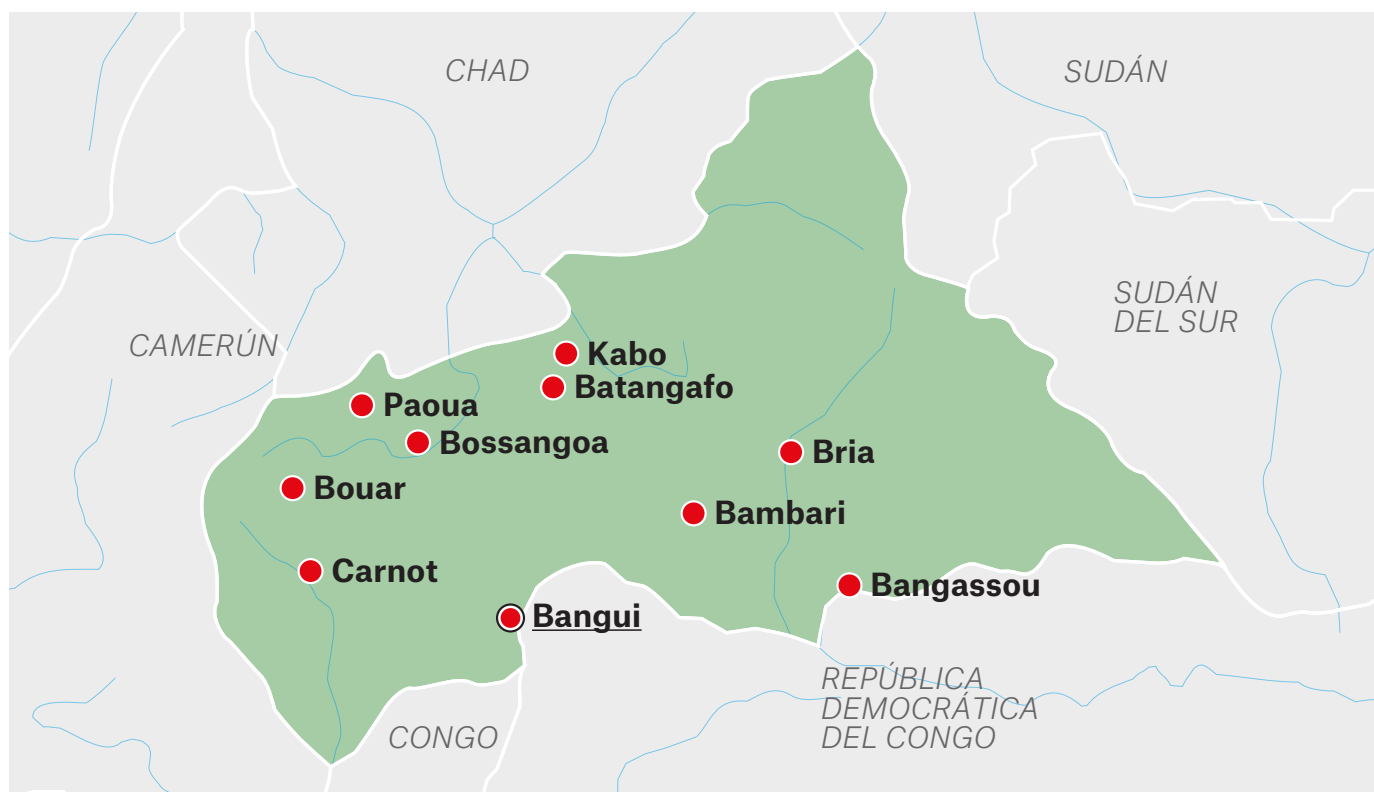 CHAD
SUDÁN
SUDÁN
DEL SUR
CAMERÚN
Kabo
Batangafo
Paoua
Bossangoa
Bria
Bouar
Bambari
Carnot
Bangassou
Bangui
REPÚBLICA
DEMOCRÁTICA
DEL CONGO
CONGO